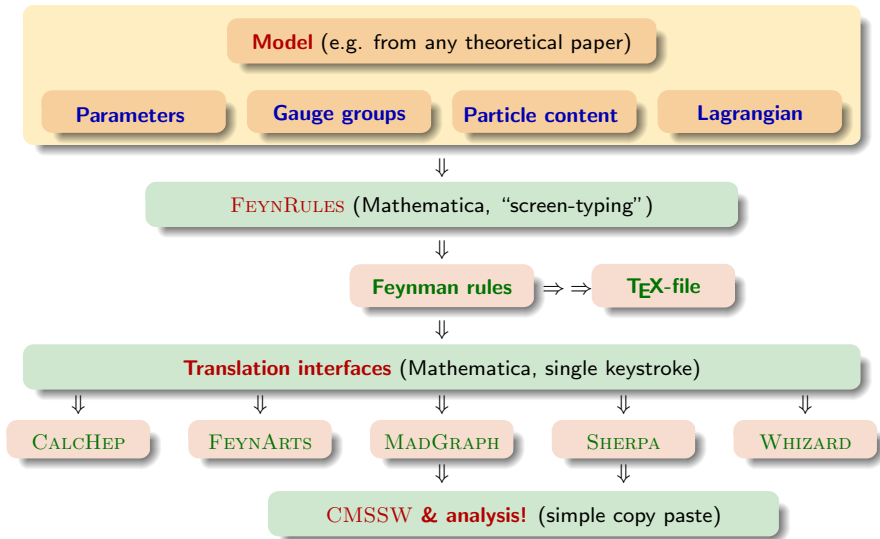 Model (e.g. from any theoretical paper)
Parameters Gauge groups Particle content Lagrangian
⇓
FEYNRULES (Mathematica, “screen-typing”)
⇓
Feynman rules ⇒ ⇒ TEX-file
⇓
Translation interfaces (Mathematica, single keystroke)
⇓ ⇓ ⇓ ⇓ ⇓
CALCHEP FEYNARTS MADGRAPH SHERPA WHIZARD
⇓ ⇓
CMSSW & analysis! (simple copy paste)